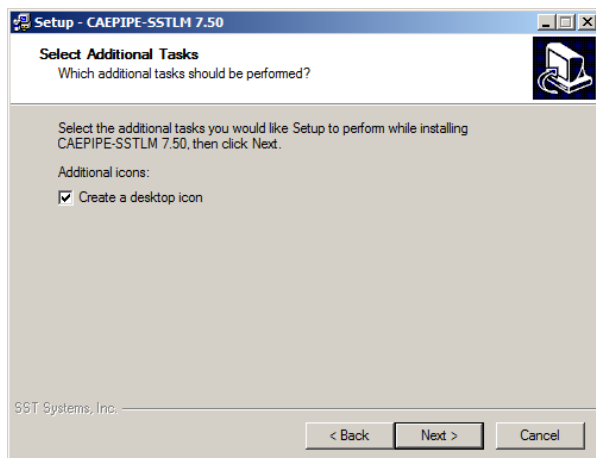 Setup - CAEPIPE-SSTLM 7.50
Select Additional Tasks
Which additional tasks should be performed?
Select the additional tasks you would like Setup to perform while installing
CAEPIPE-SSTLM 7.50, then click Next.
Additional icons:
Create a desktop icon
SST Systems, Inc.
< Back
Next >
Cancel